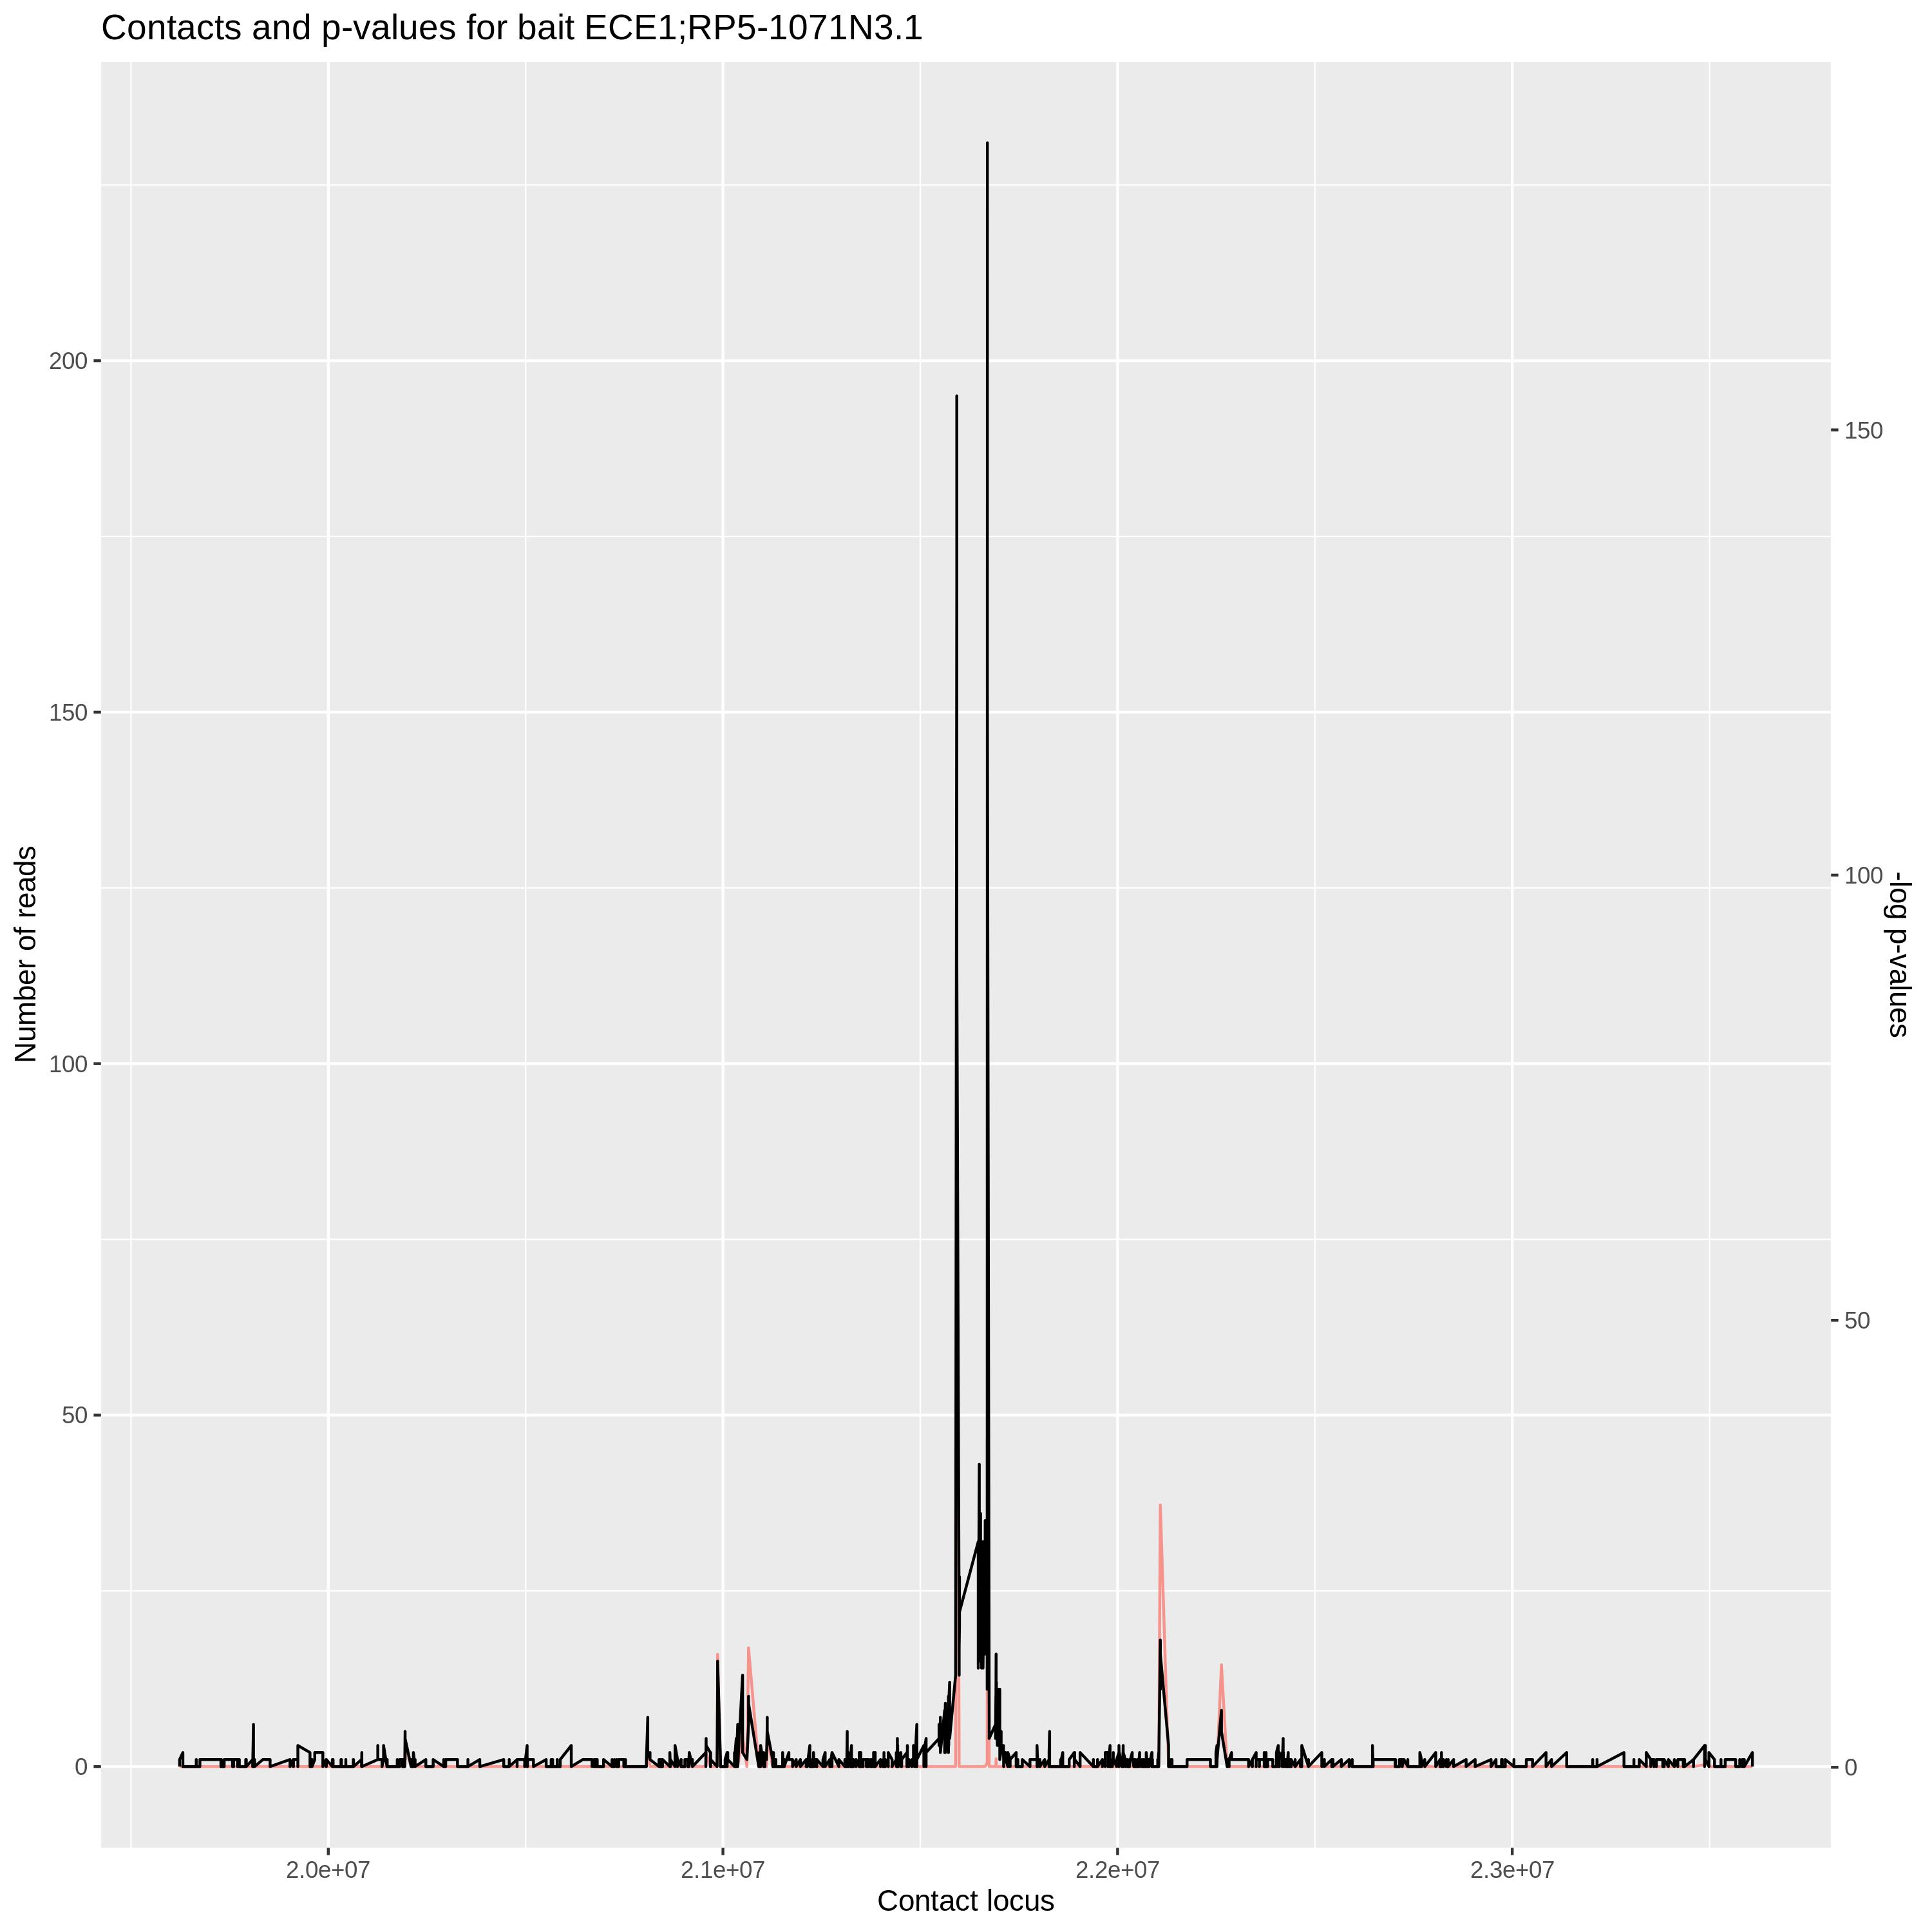 Contacts and p-values for bait ECE1;RP5-1071N3.1
200
150
100
50
0
Number of reads
150
100
50
0
-log p-values
2.0e+07 2.1e+07 2.2e+07 2.3e+07
Contact locus